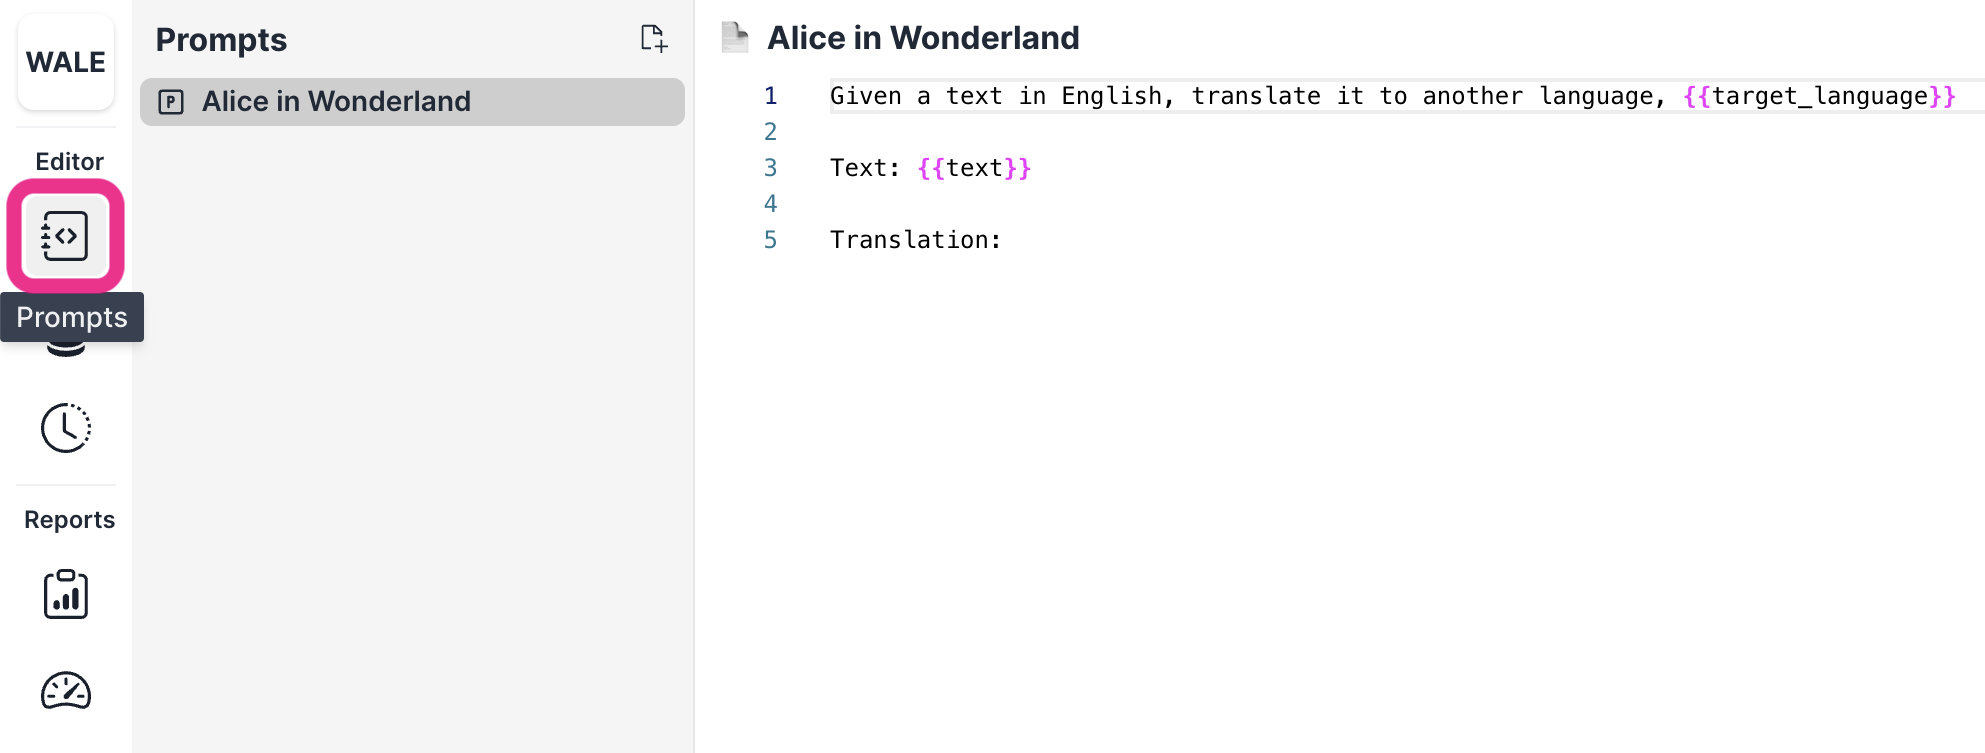 WALE
Editor
Prompts
Reports
Prompts
P Alice in Wonderland
Alice in Wonderland
1 Given a text in English, translate it to another language, {{target_language}}
2
3 Text: {{text}}
4
5 Translation: